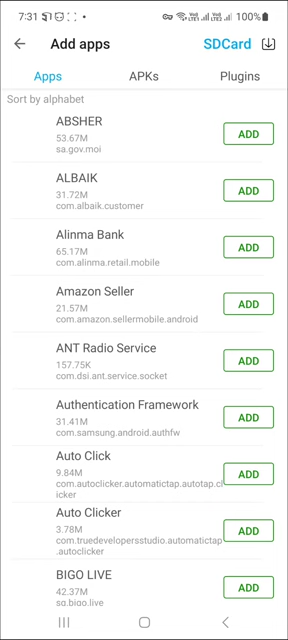 7:31
100%
Add apps
SDCard
Apps
APKs
Plugins
Sort by alphabet
ABSHER
53.67M
sa.gov.moi
ADD
ALBAIK
31.72M
com.albaik.customer
ADD
Alinma Bank
65.17M
com.alinma.retail.mobile
ADD
Amazon Seller
21.57M
com.amazon.sellermobile.android
ADD
ANT Radio Service
157.75K
com.dsi.ant.service.socket
ADD
Authentication Framework
31.41M
com.samsung.android.authfw
ADD
Auto Click
9.84M
com.autoclicker.automatictap.autotap.cl
icker
ADD
Auto Clicker
3.78M
com.truedevelopersstudio.automatictap
.autoclicker
ADD
BIGO LIVE
42.37M
sg.bigo.live
ADD